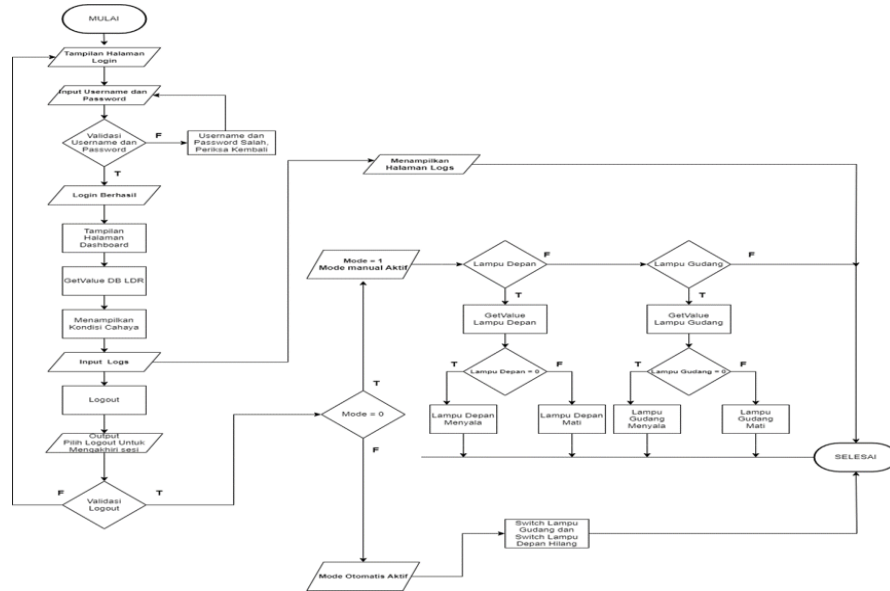 MULAI
Tampilan Halaman
Login
Input Username dan
Password
Validasi
Username dan
Password
F
Username dan
Password Salah,
Periksa Kembali
T
Login Berhasil
Tampilan
Halaman
Dashboard
GetValue DB LDR
Menampilkan
Kondisi Cahaya
Input Logs
Logout
Output
Pilih Logout Untuk
Mengakhiri sesi
F
Validasi
Logout
T
Menampilkan
Halaman Logs
Mode = 1
Mode manual Aktif
T
Mode = 0
F
Mode Otomatis Aktif
Lampu Depan
F
T
GetValue
Lampu Depan
T
Lampu Depan = 0
F
Lampu Depan
Menyala
Lampu Depan
Mati
Lampu Gudang
F
T
GetValue
Lampu Gudang
T
Lampu Gudang = 0
F
Lampu
Gudang
Menyala
Lampu
Gudang
Mati
Switch Lampu
Gudang dan
Switch Lampu
Depan Hilang
SELESAI